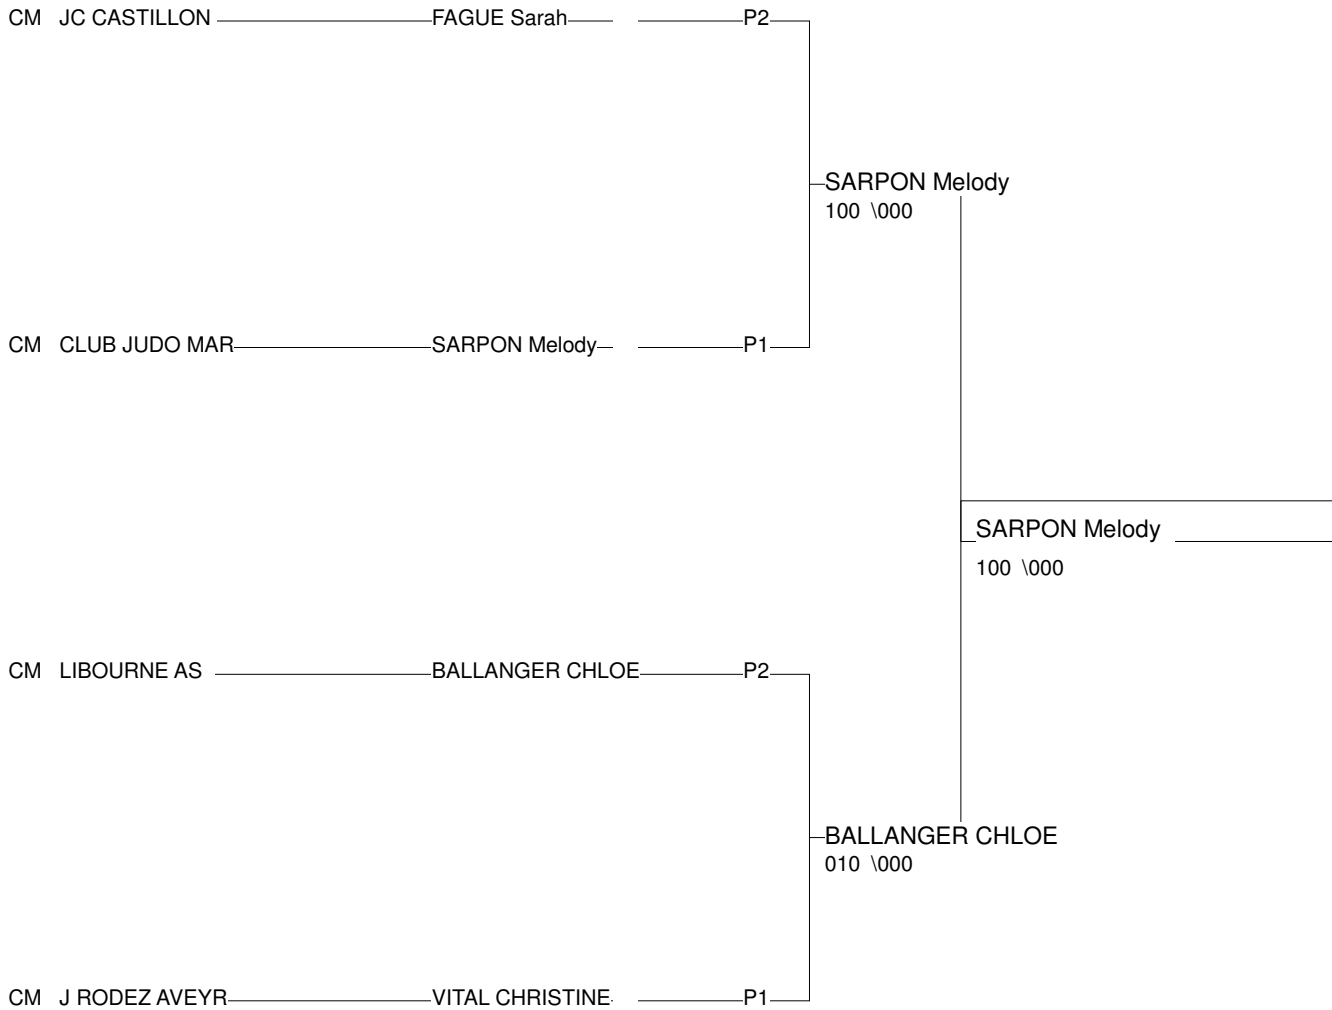 CM JC CASTILLON FAGUE Sarah P2
SARPON Melody
100 \000
CM CLUB JUDO MAR SARPON Melody P1
SARPON Melody
100 \000
CM LIBOURNE AS BALLANGER CHLOE P2
BALLANGER CHLOE
010 \000
CM J RODEZ AVEYR VITAL CHRISTINE P1